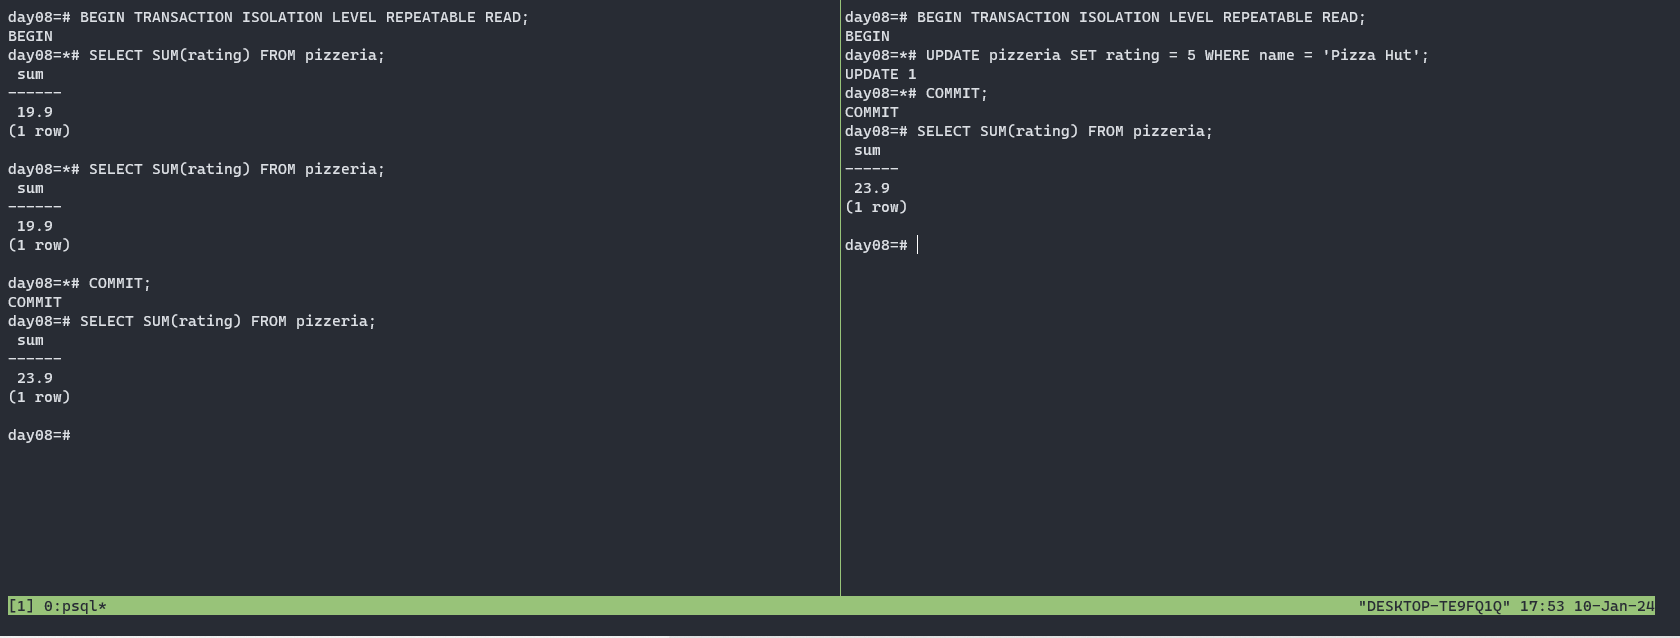 day08=# BEGIN TRANSACTION ISOLATION LEVEL REPEATABLE READ;
BEGIN
day08=*# SELECT SUM(rating) FROM pizzeria;
 sum
------
 19.9
(1 row)

day08=*# SELECT SUM(rating) FROM pizzeria;
 sum
------
 19.9
(1 row)

day08=*# COMMIT;
COMMIT
day08=# SELECT SUM(rating) FROM pizzeria;
 sum
------
 23.9
(1 row)

day08=#
day08=# BEGIN TRANSACTION ISOLATION LEVEL REPEATABLE READ;
BEGIN
day08=*# UPDATE pizzeria SET rating = 5 WHERE name = 'Pizza Hut';
UPDATE 1
day08=*# COMMIT;
COMMIT
day08=# SELECT SUM(rating) FROM pizzeria;
 sum
------
 23.9
(1 row)

day08=#
[1] 0:psql* "DESKTOP-TE9FQ1Q" 17:53 10-Jan-24